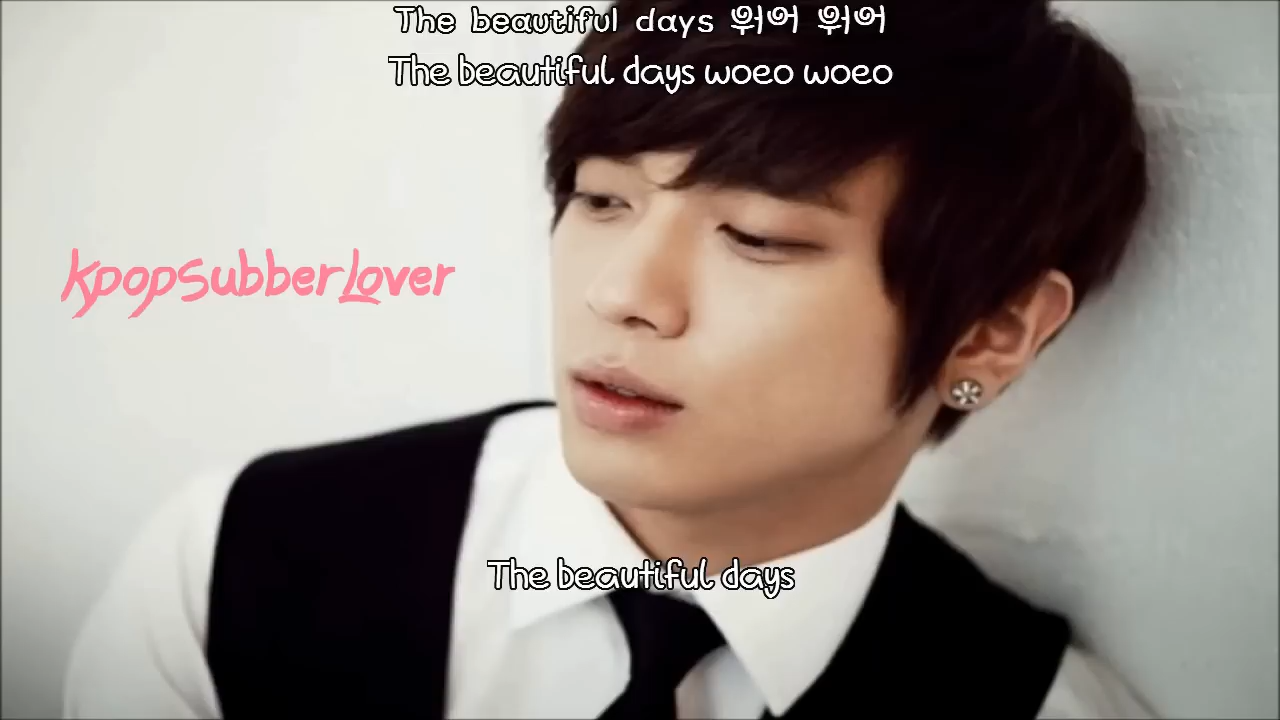 The beautiful days 워어 워어
The beautiful days woeo woeo
kpopsubberlover
The beautiful days